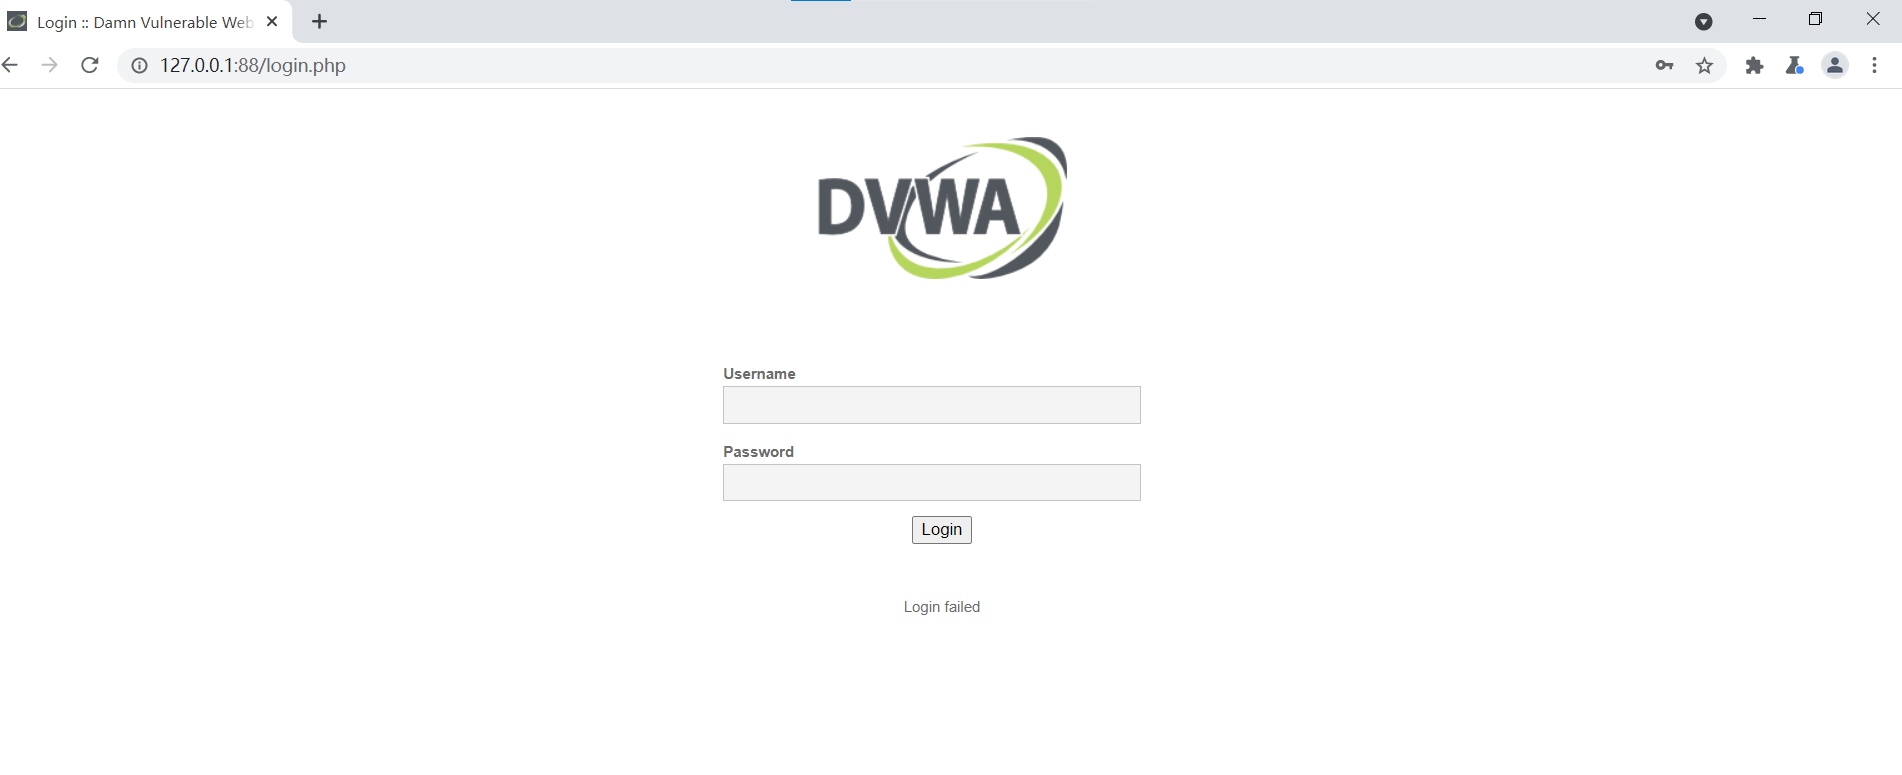 Login :: Damn Vulnerable Web
127.0.0.1:88/login.php
DVWA
Username
Password
Login
Login failed